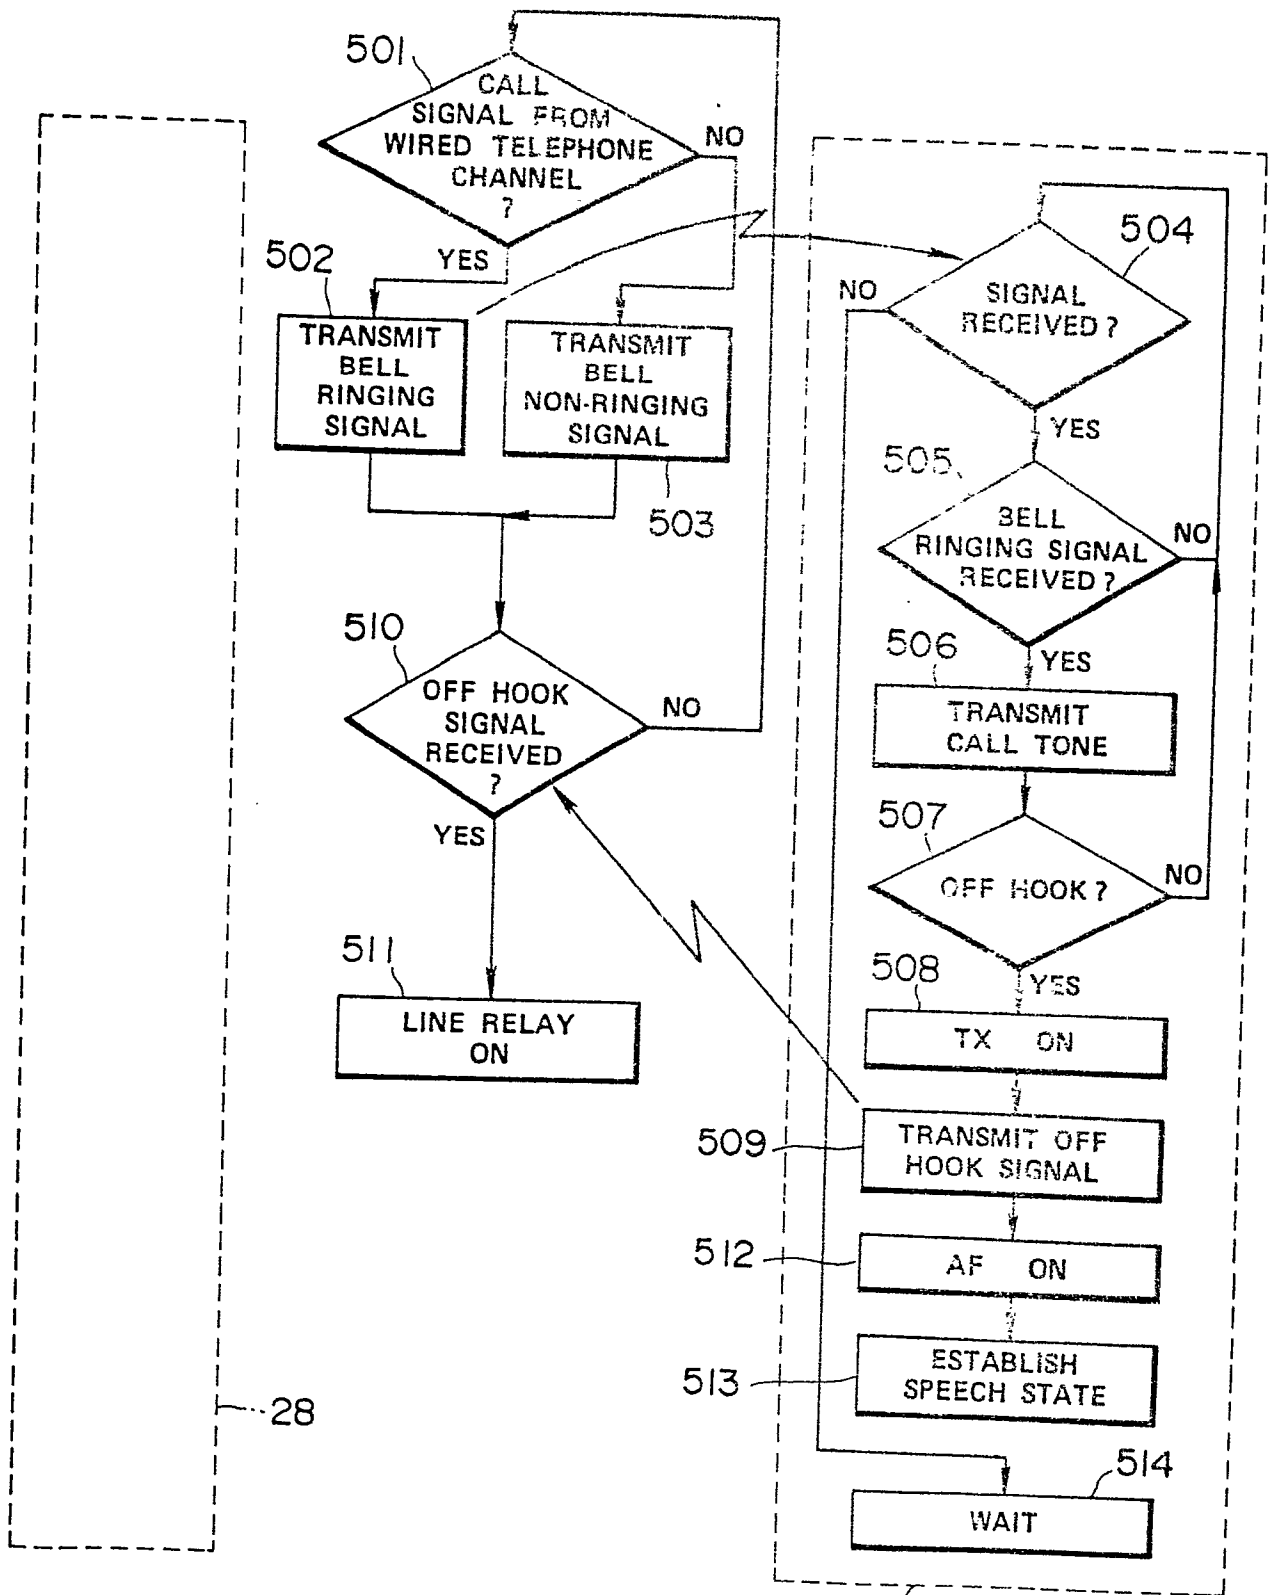 501
CALL
SIGNAL FROM
WIRED TELEPHONE
CHANNEL
?
NO
YES
502
TRANSMIT
BELL
RINGING
SIGNAL
TRANSMIT
BELL
NON-RINGING
SIGNAL
503
510
OFF HOOK
SIGNAL
RECEIVED
?
NO
YES
511
LINE RELAY
ON
28
504
SIGNAL
RECEIVED?
NO
YES
505
BELL
RINGING SIGNAL
RECEIVED?
NO
YES
506
TRANSMIT
CALL TONE
507
OFF HOOK?
NO
YES
508
TX ON
509
TRANSMIT OFF
HOOK SIGNAL
512
AF ON
513
ESTABLISH
SPEECH STATE
514
WAIT